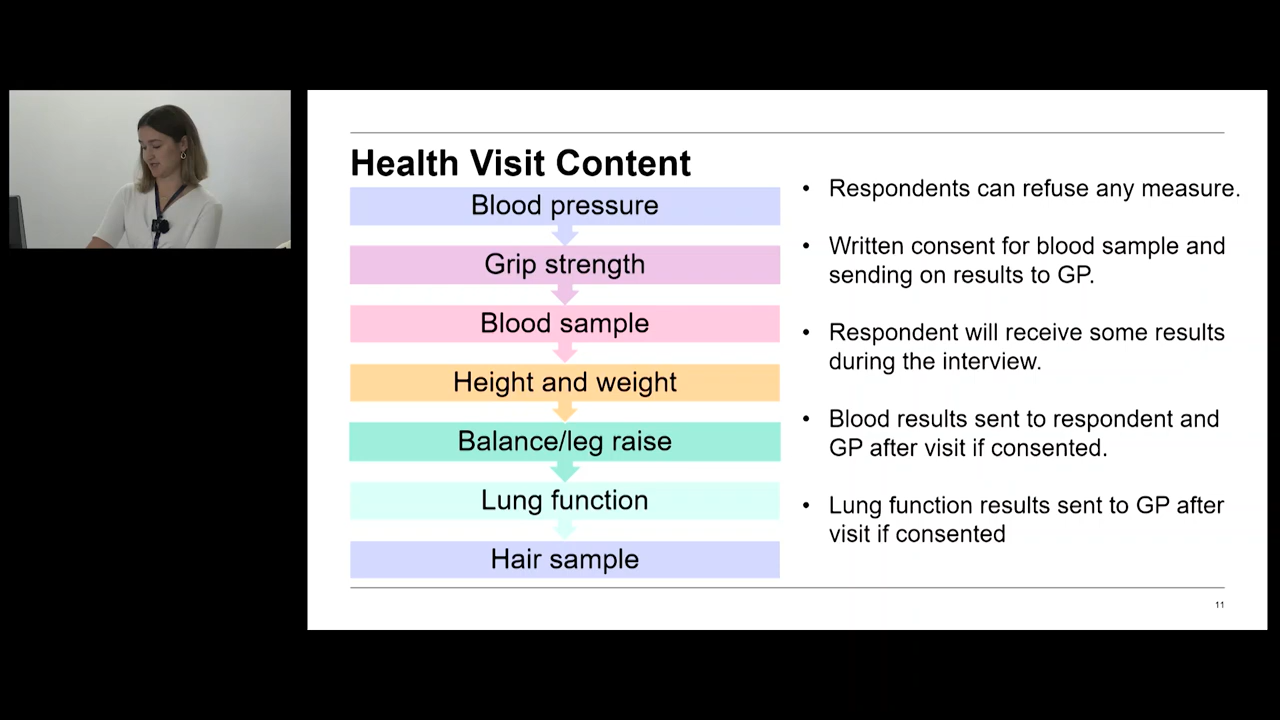 Health Visit Content
Blood pressure
Grip strength
Blood sample
Height and weight
Balance/leg raise
Lung function
Hair sample
• Respondents can refuse any measure.
• Written consent for blood sample and
sending on results to GP.
• Respondent will receive some results
during the interview.
• Blood results sent to respondent and
GP after visit if consented.
• Lung function results sent to GP after
visit if consented
11